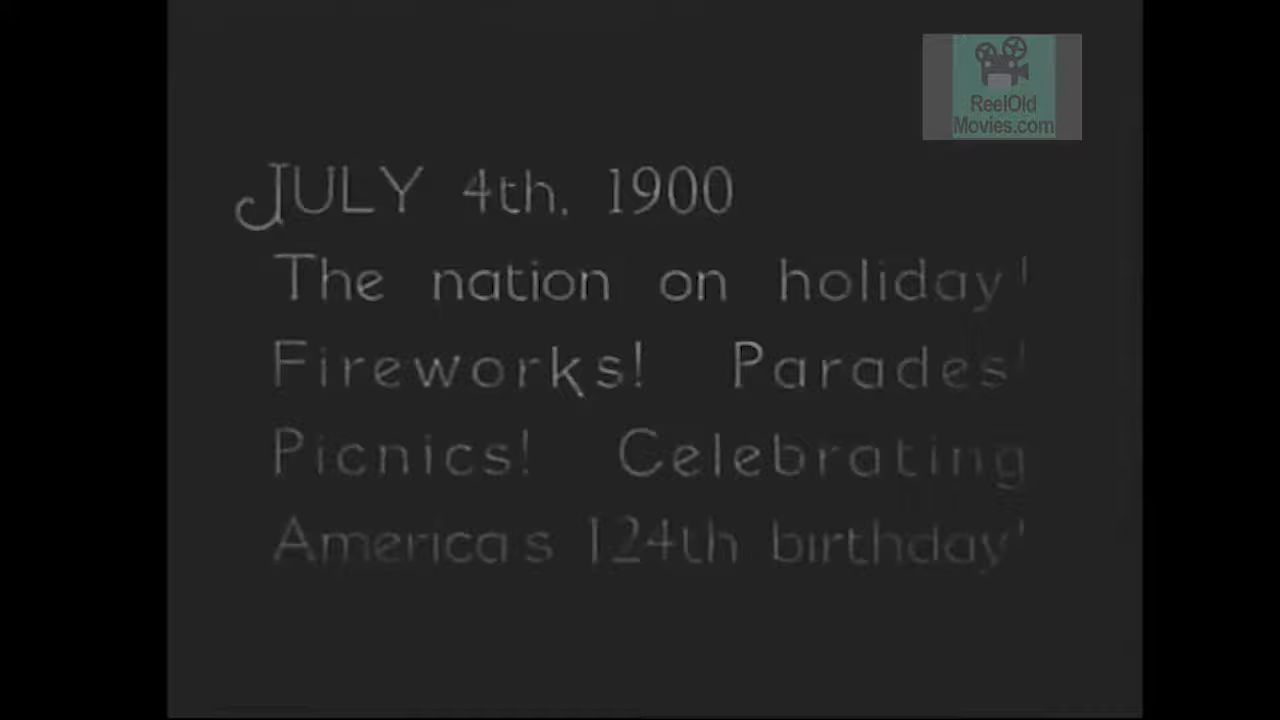 JULY 4th, 1900
The nation on holiday!
Fireworks! Parades!
Picnics! Celebrating
America's 124th birthday!
ReelOld
Movies.com